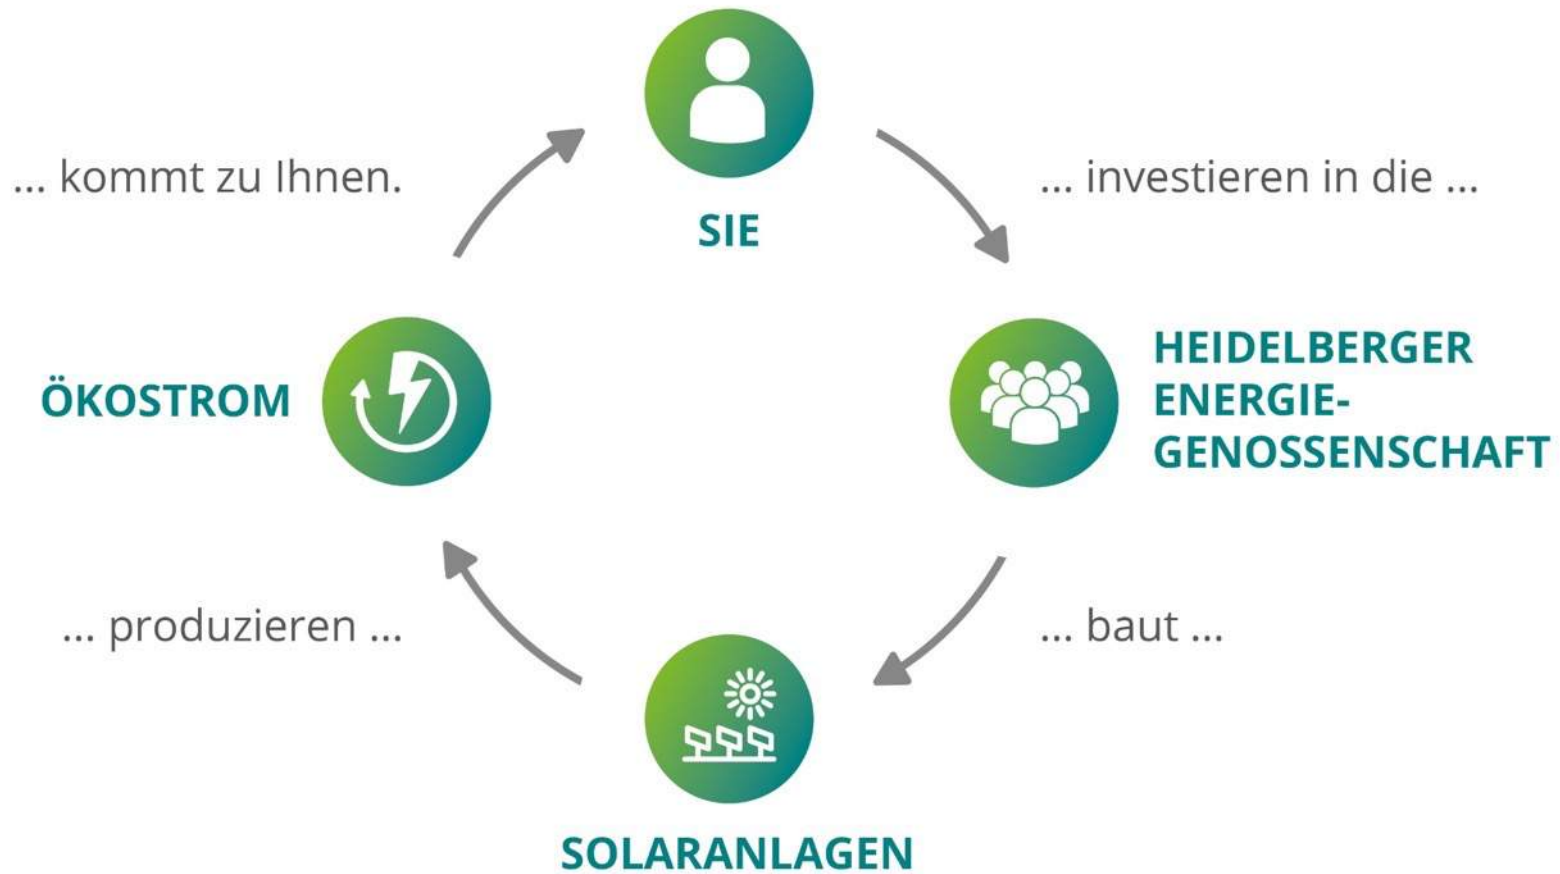 SIE
... investieren in die ...
HEIDELBERGER
ENERGIE-
GENOSSENSCHAFT
... baut ...
SOLARANLAGEN
... produzieren ...
ÖKOSTROM
... kommt zu Ihnen.